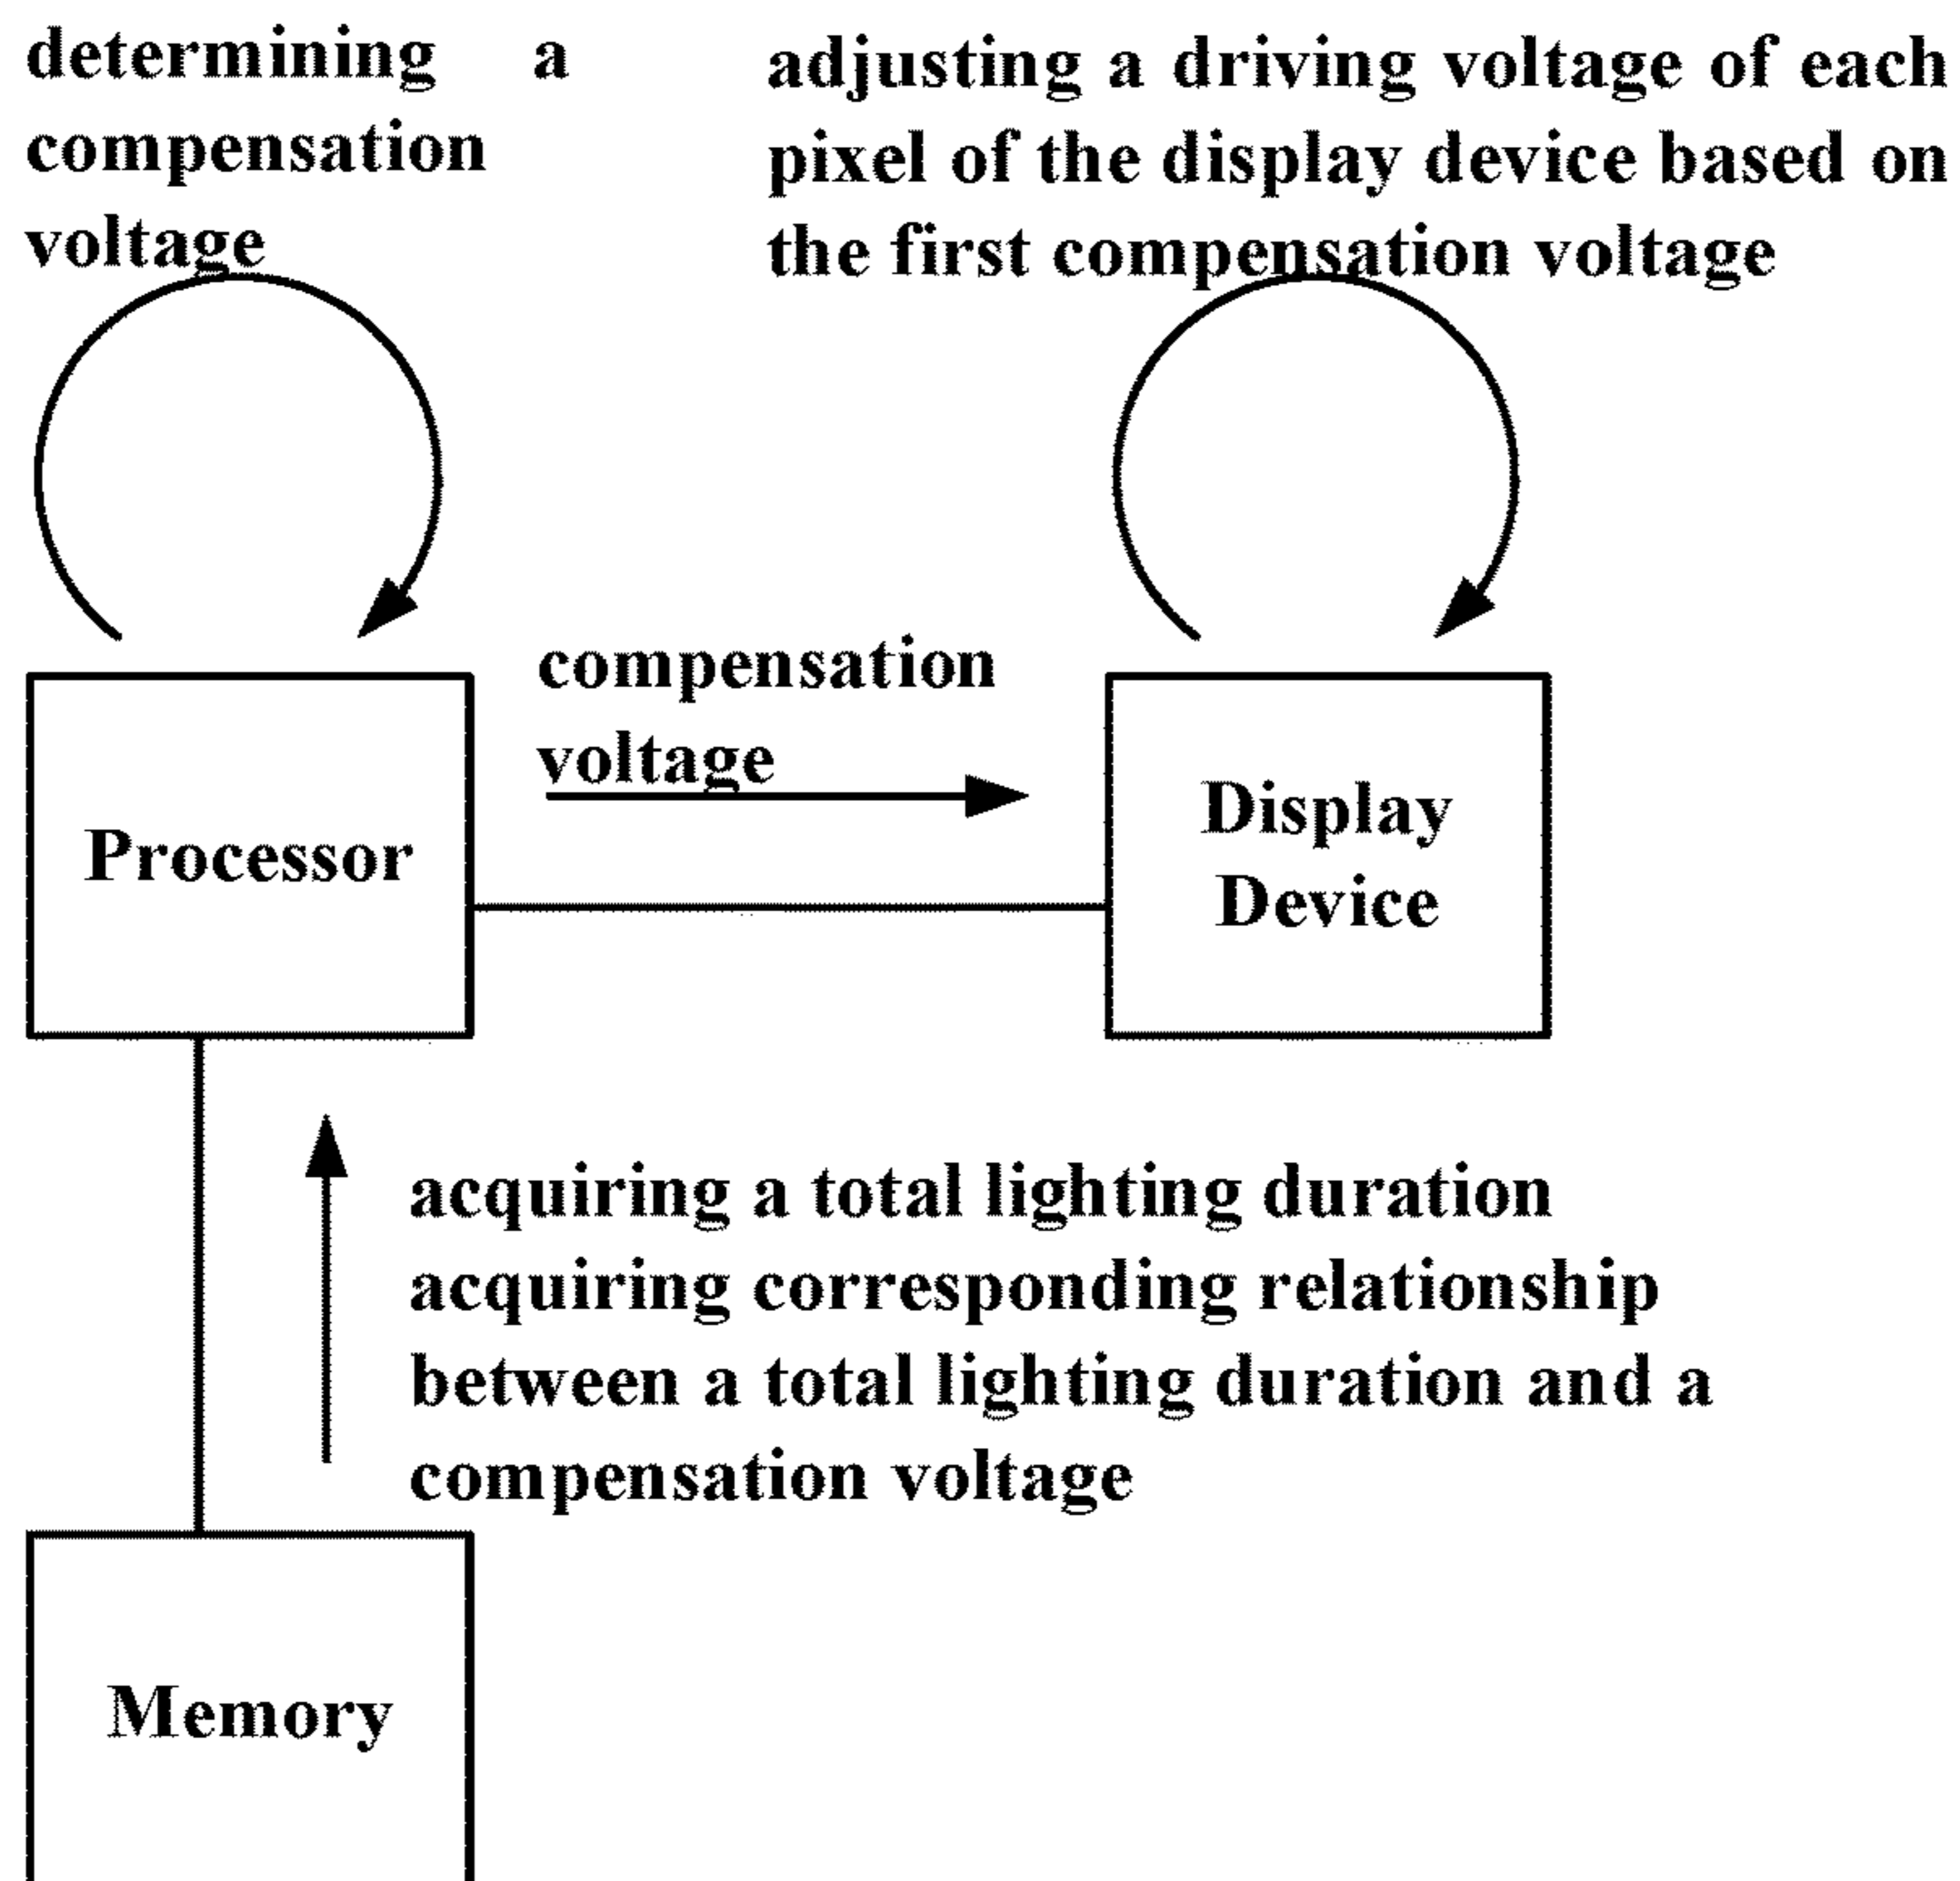 determining a
compensation
voltage
adjusting a driving voltage of each
pixel of the display device based on
the first compensation voltage
compensation
voltage
Processor
Display
Device
acquiring a total lighting duration
acquiring corresponding relationship
between a total lighting duration and a
compensation voltage
Memory